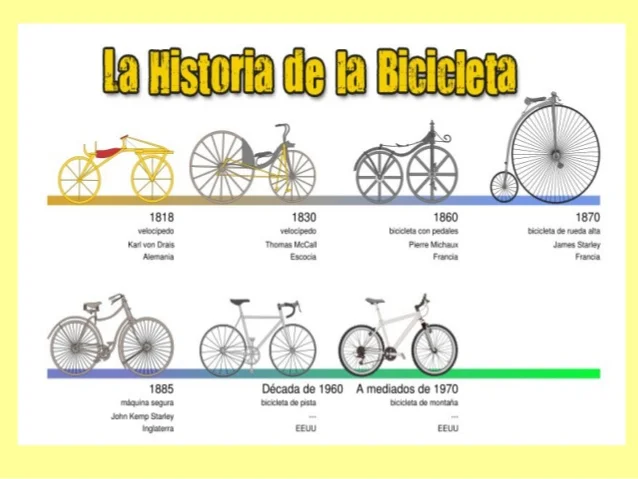 La Historia de la Bicicleta
1818
velocípedo
Karl von Drais
Alemania
1830
velocípedo
Thomas McCall
Escocia
1860
bicicleta con pedales
Pierre Michaux
Francia
1870
bicicleta de rueda alta
James Starley
Francia
1885
máquina segura
John Kemp Starley
Inglaterra
Década de 1960
bicicleta de pista
---
EEUU
A mediados de 1970
bicicleta de montaña
---
EEUU